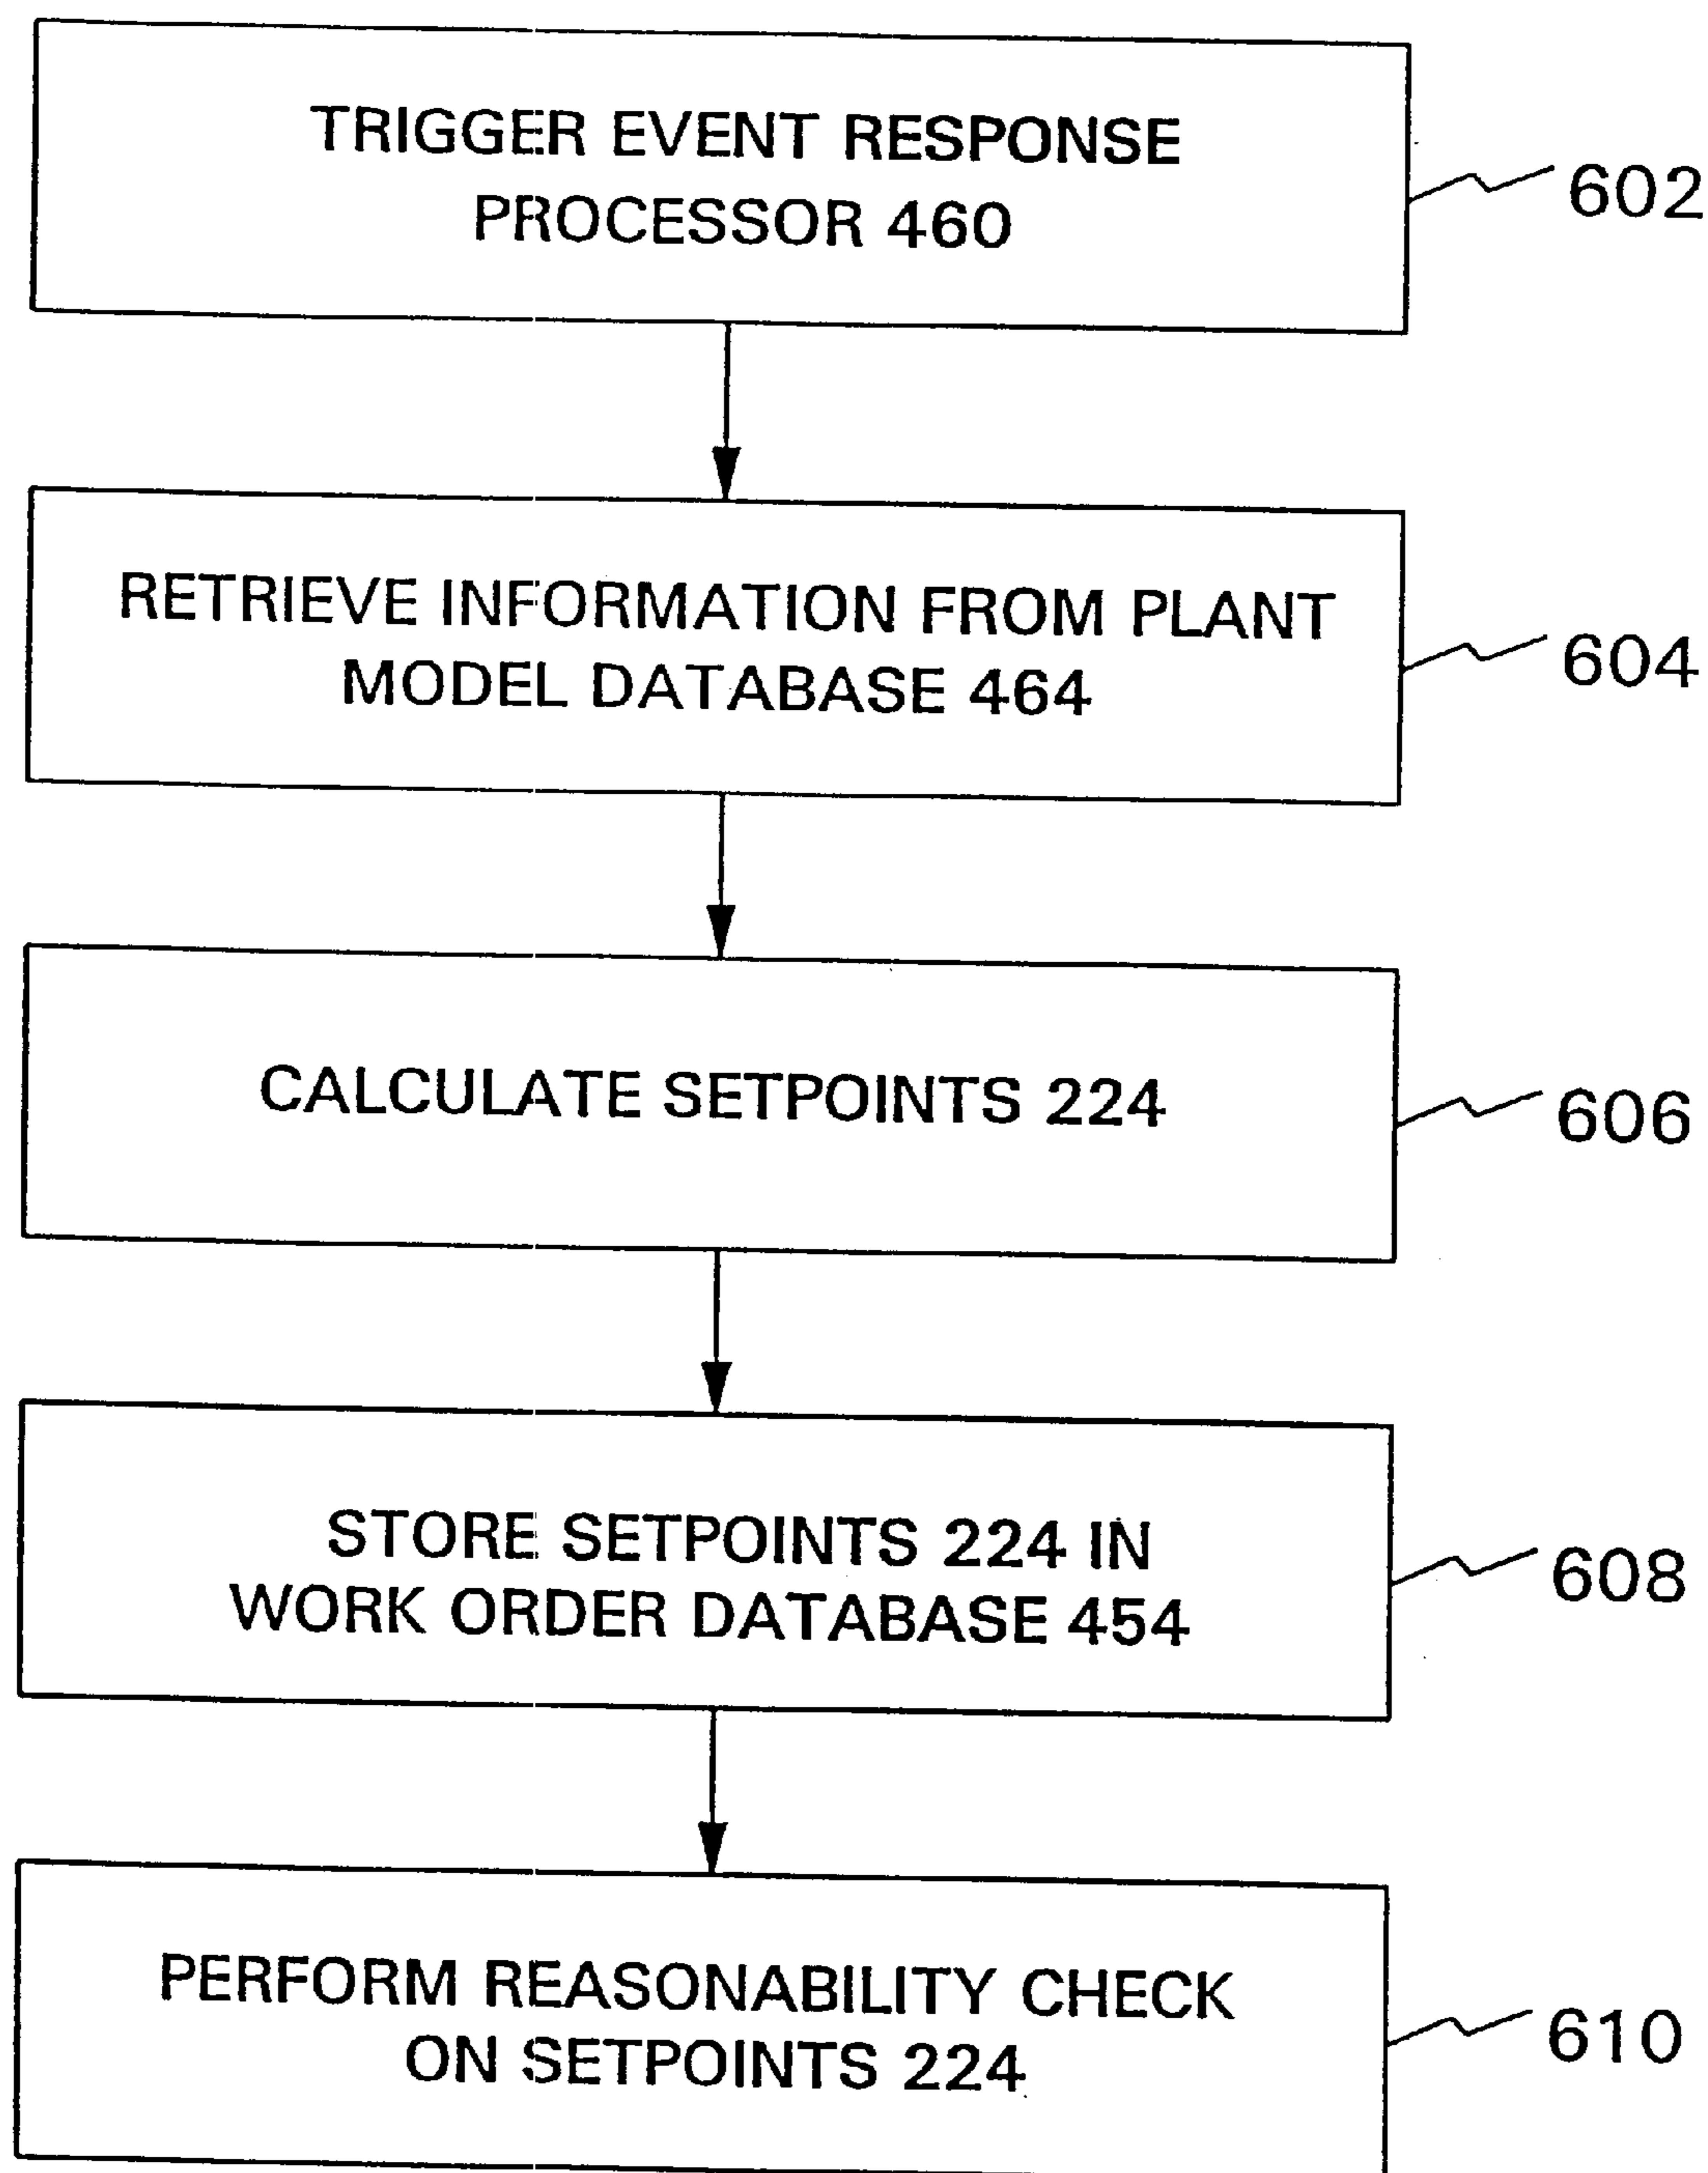 TRIGGER EVENT RESPONSE
PROCESSOR 460
602
RETRIEVE INFORMATION FROM PLANT
MODEL DATABASE 464
604
CALCULATE SETPOINTS 224
606
STORE SETPOINTS 224 IN
WORK ORDER DATABASE 454
608
PERFORM REASONABILITY CHECK
ON SETPOINTS 224
610